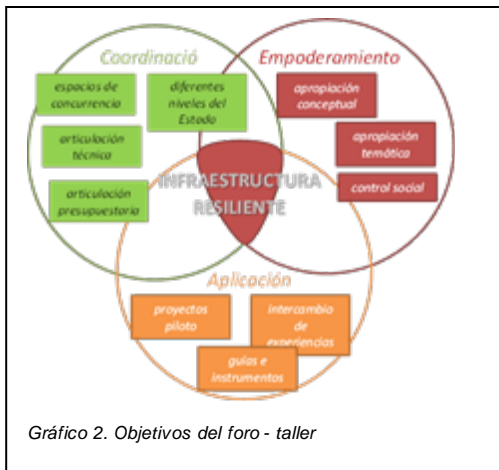 Coordinació
Empoderamiento
espacios de
concurrencia
diferentes
niveles del
Estado
articulación
técnica
articulación
presupuestaria
apropiación
conceptual
apropiación
temática
control social
INFRAESTRUCTURA
RESILIENTE
Aplicación
proyectos
piloto
intercambio
de
experiencias
guías e
instrumentos
Gráfico 2. Objetivos del foro - taller